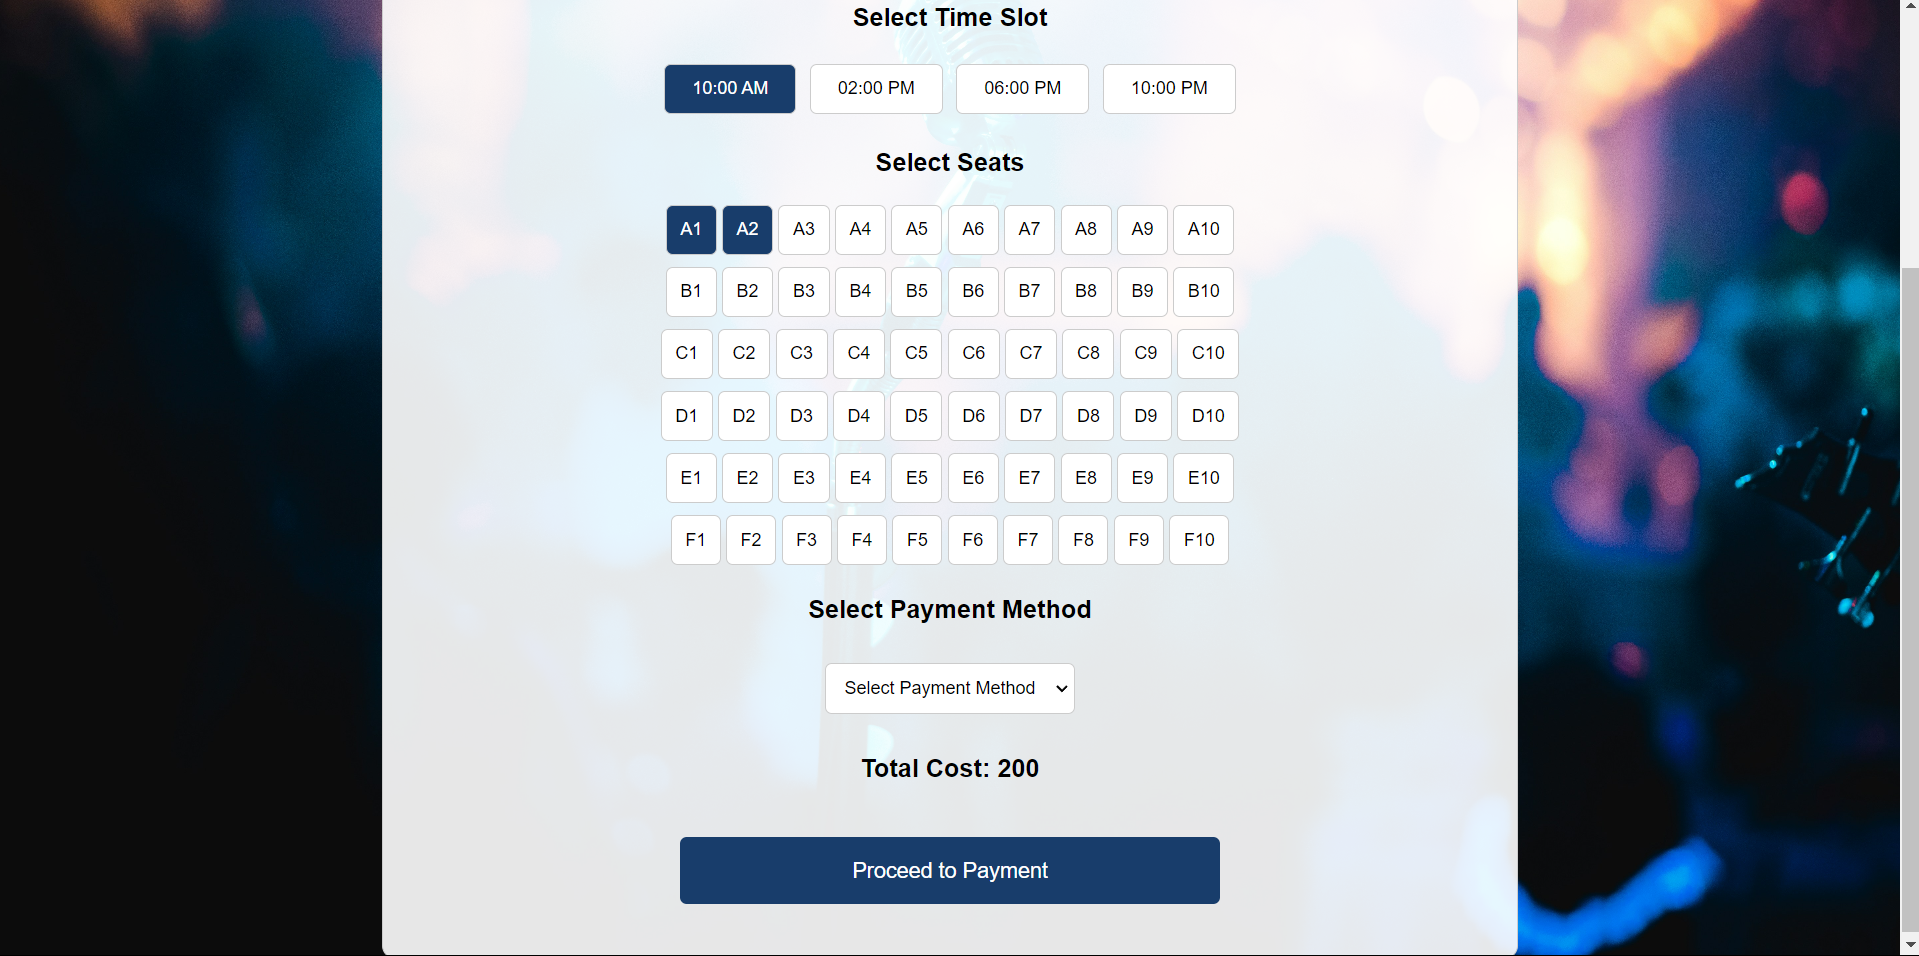 Select Time Slot
10:00 AM 02:00 PM 06:00 PM 10:00 PM
Select Seats
A1 A2 A3 A4 A5 A6 A7 A8 A9 A10
B1 B2 B3 B4 B5 B6 B7 B8 B9 B10
C1 C2 C3 C4 C5 C6 C7 C8 C9 C10
D1 D2 D3 D4 D5 D6 D7 D8 D9 D10
E1 E2 E3 E4 E5 E6 E7 E8 E9 E10
F1 F2 F3 F4 F5 F6 F7 F8 F9 F10
Select Payment Method
Select Payment Method
Total Cost: 200
Proceed to Payment